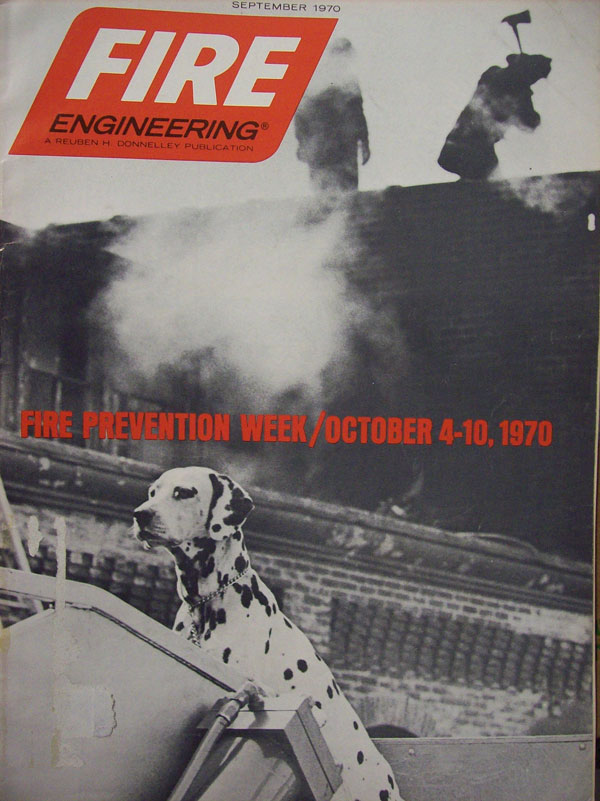 SEPTEMBER 1970
FIRE
ENGINEERING®
A REUBEN H. DONNELLEY PUBLICATION
FIRE PREVENTION WEEK/OCTOBER 4-10, 1970